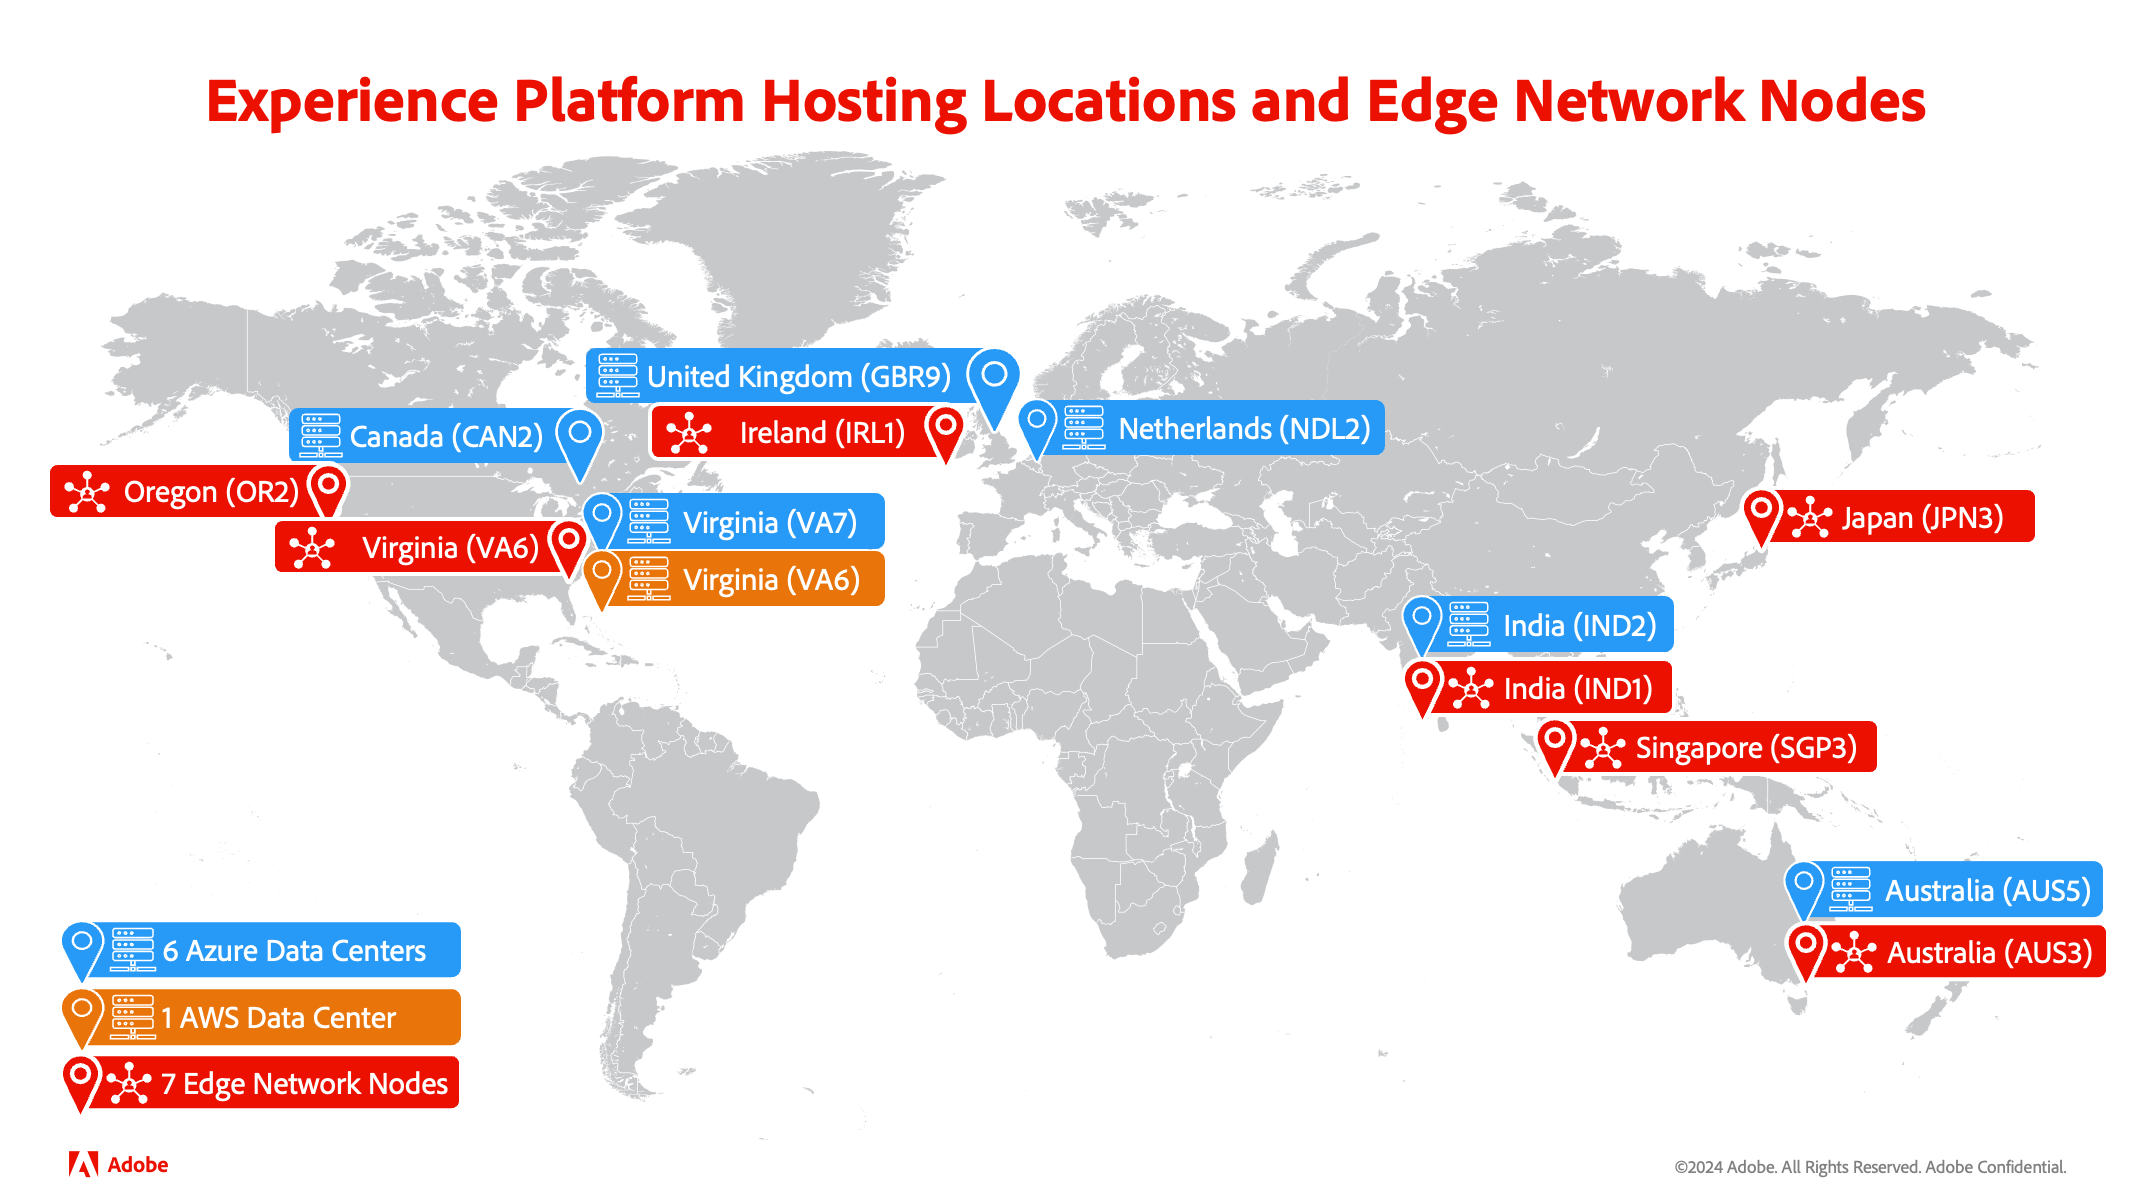 Experience Platform Hosting Locations and Edge Network Nodes
United Kingdom (GBR9)
Netherlands (NDL2)
Canada (CAN2)
Ireland (IRL1)
Oregon (OR2)
Virginia (VA7)
Japan (JPN3)
Virginia (VA6)
Virginia (VA6)
India (IND2)
India (IND1)
Singapore (SGP3)
Australia (AUS5)
Australia (AUS3)
6 Azure Data Centers
1 AWS Data Center
7 Edge Network Nodes
Adobe
©2024 Adobe. All Rights Reserved. Adobe Confidential.